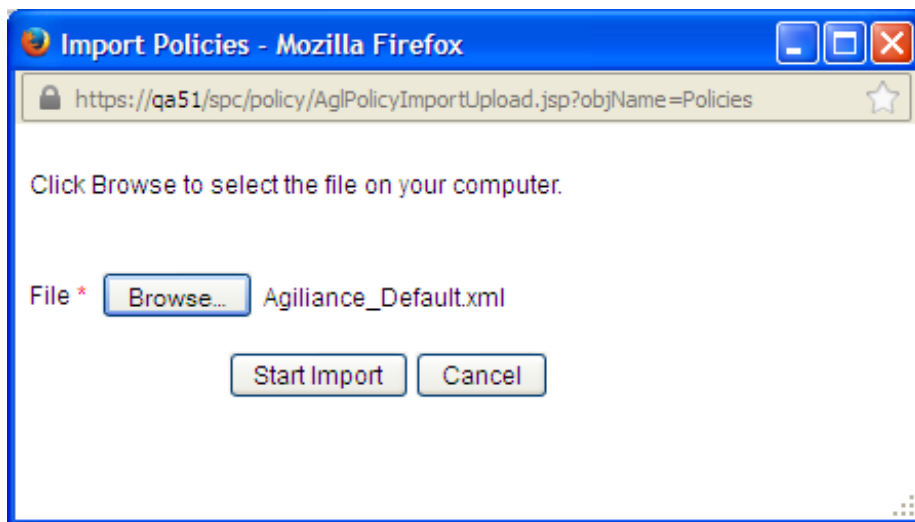 Import Policies - Mozilla Firefox
https://qa51/spc/policy/AglPolicyImportUpload.jsp?objName=Policies
Click Browse to select the file on your computer.
File * Browse... Agiliance_Default.xml
Start Import Cancel